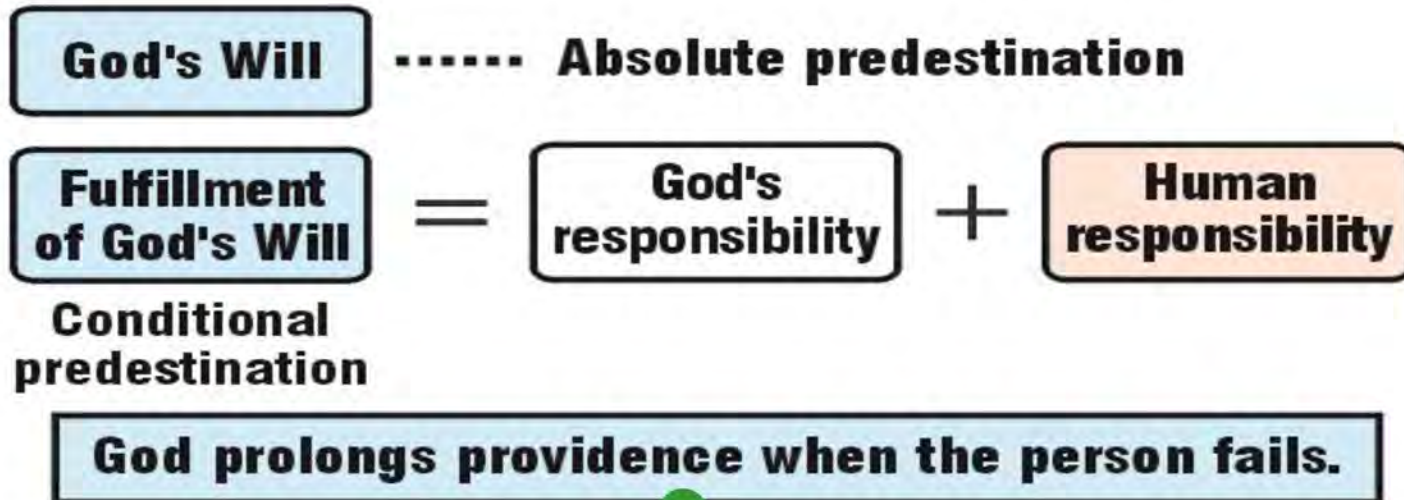 God's Will ------ Absolute predestination
Fulfillment
of God's Will
=
God's
responsibility
+
Human
responsibility
Conditional
predestination
God prolongs providence when the person fails.